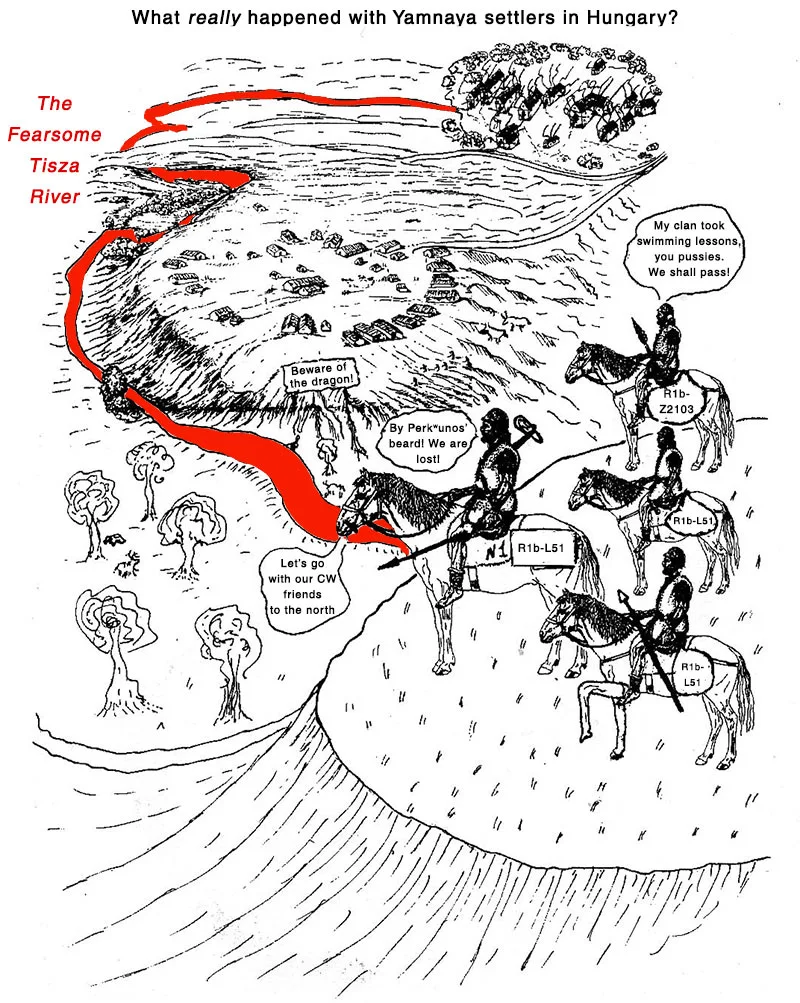 What really happened with Yamnaya settlers in Hungary?
The
Fearsome
Tisza
River
My clan took
swimming lessons,
you pussies.
We shall pass!
R1b-
Z2103
Beware of
the dragon!
By Perkʷunos'
beard! We are
lost!
R1b-L51
N1
R1b-L51
Let's go
with our CW
friends
to the north
R1b-
L51